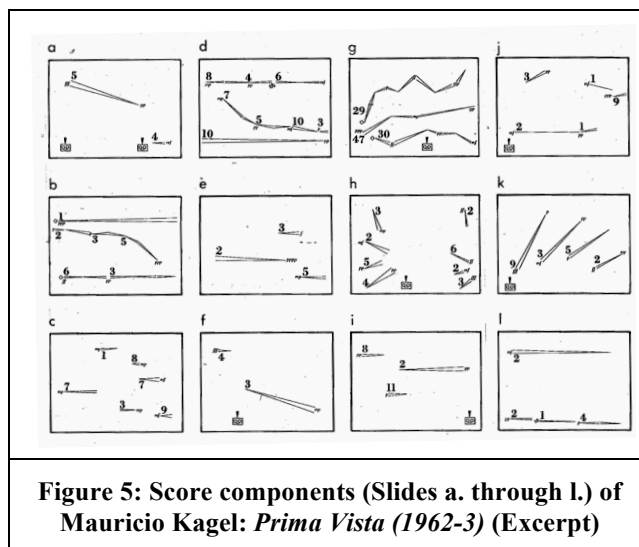 a
5
4
d
8 4 6
7
5 10 3
10
g
29
47 30
j
3 1
2 1
b
1
2 3 5
6 3
e
3
2
5
h
3 2
2
6
5
2
4 3
k
9 3 5 2
c
1 8
7 7
3 9
f
4
3
i
8
2
11
l
2
2 1 4
Figure 5: Score components (Slides a. through l.) of
Mauricio Kagel: Prima Vista (1962-3) (Excerpt)